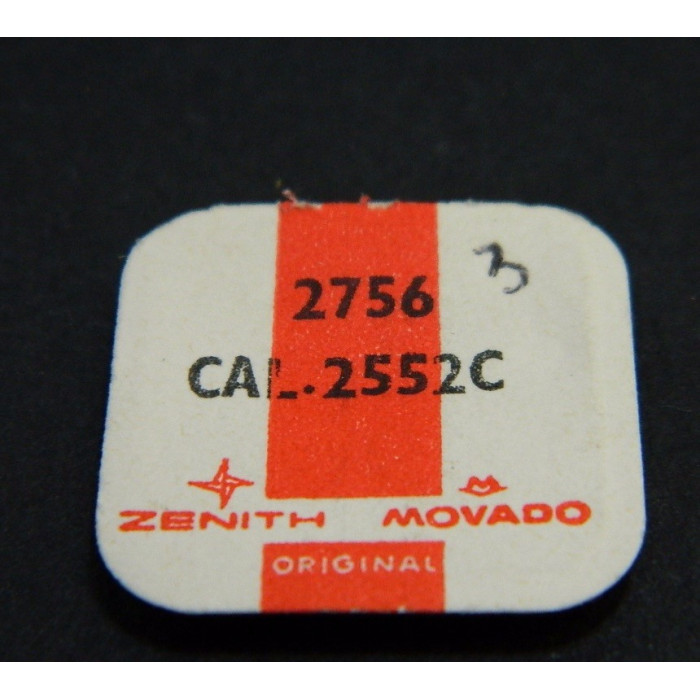 2756
3
CAL.2552C
ZENITH MOVADO
ORIGINAL